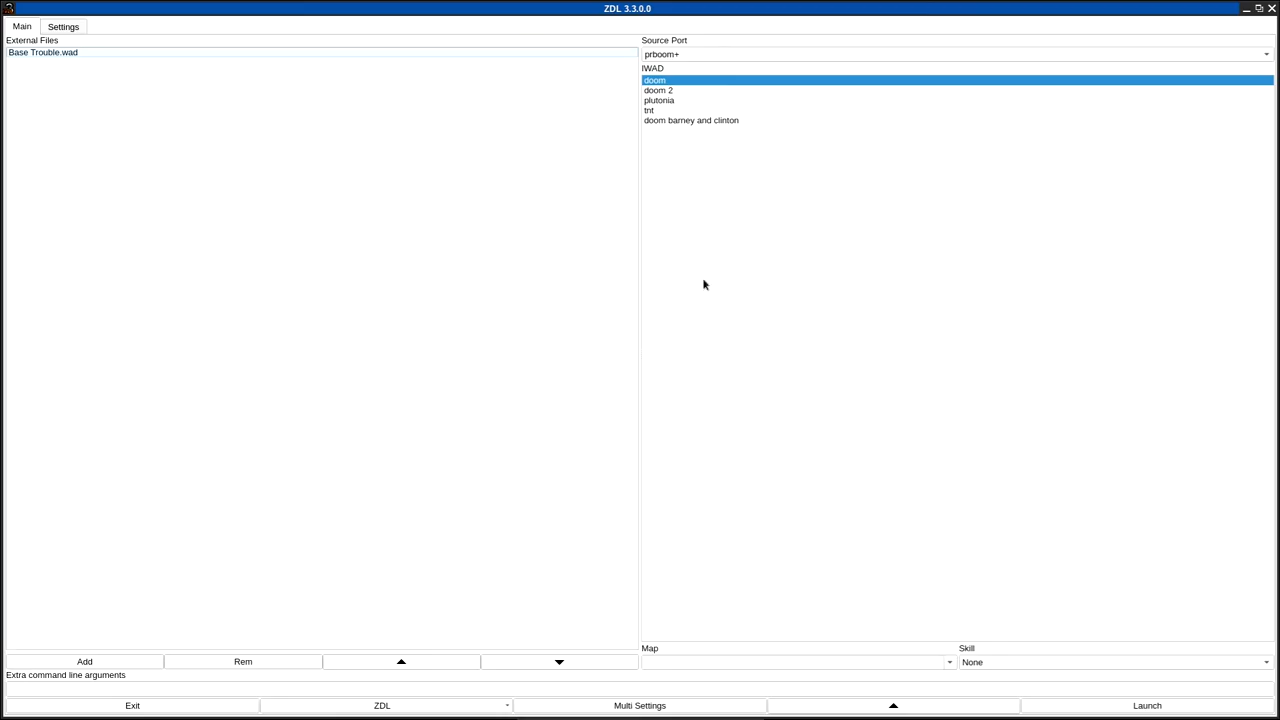 ZDL 3.3.0.0
Main
Settings
External Files
Base Trouble.wad
Source Port
prboom+
IWAD
doom
doom 2
plutonia
tnt
doom barney and clinton
Map
Skill
None
Add
Rem
Extra command line arguments
Exit
ZDL
Multi Settings
Launch